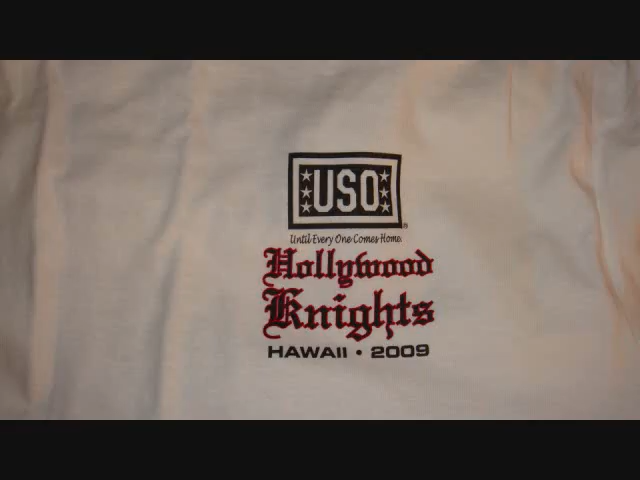 USO
Until Every One Comes Home.
Hollywood
Knights
HAWAII • 2009